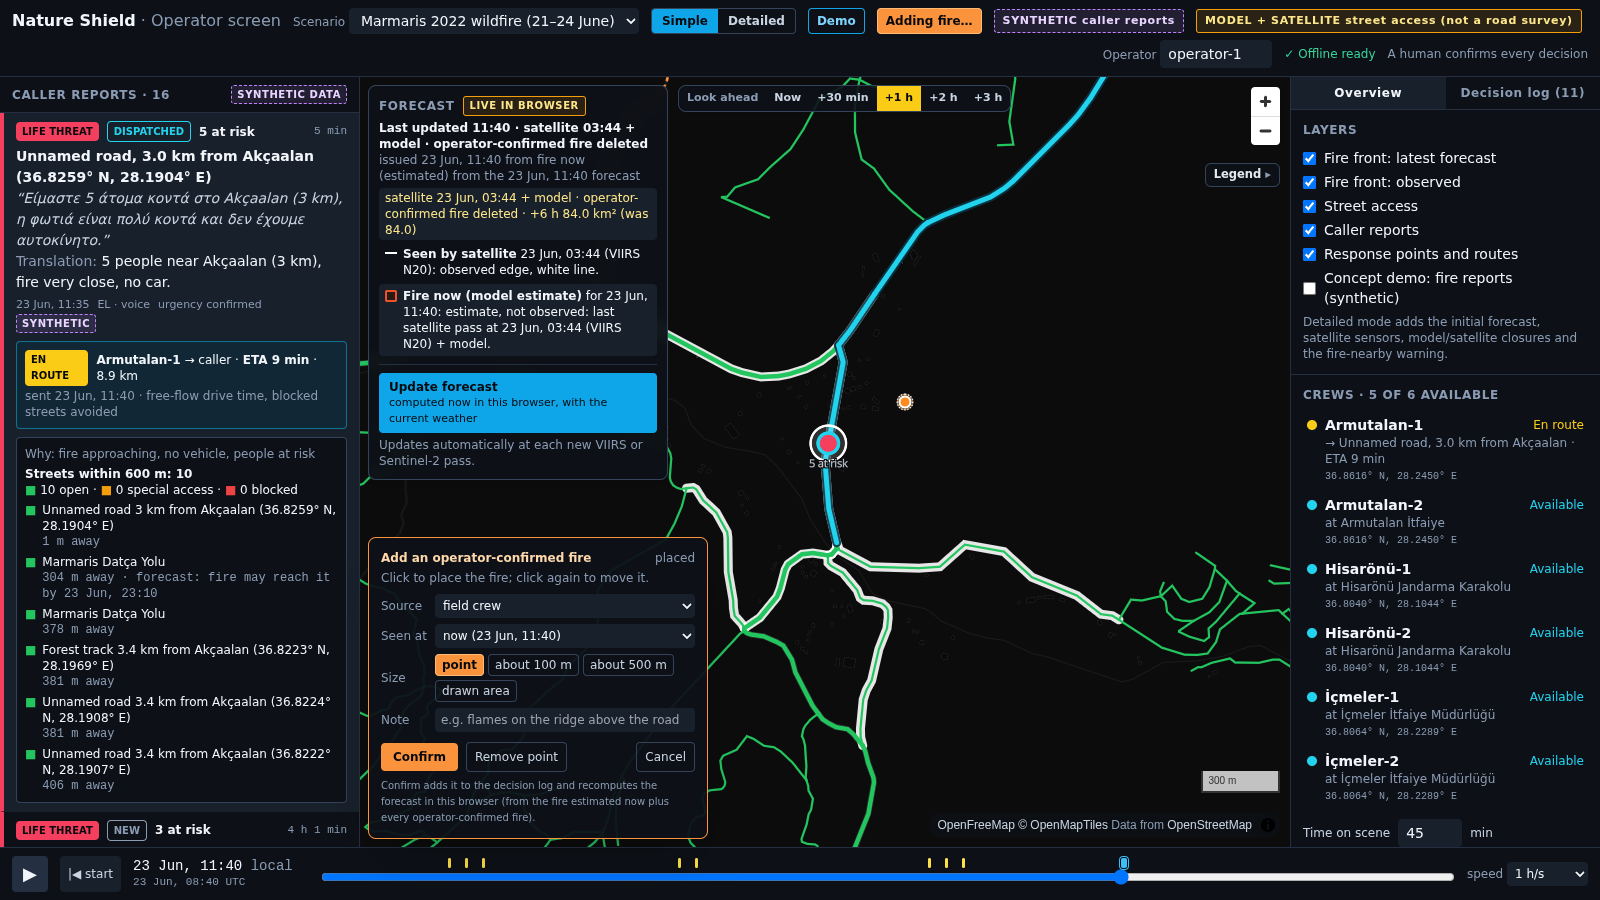 Nature Shield · Operator screen
Scenario
Marmaris 2022 wildfire (21–24 June)
Simple
Detailed
Demo
Adding fire…
SYNTHETIC caller reports
MODEL + SATELLITE street access (not a road survey)
Operator
operator-1
✓ Offline ready
A human confirms every decision
CALLER REPORTS · 16
SYNTHETIC DATA
LIFE THREAT
DISPATCHED
5 at risk
5 min
Unnamed road, 3.0 km from Akçaalan
(36.8259° N, 28.1904° E)
“Είμαστε 5 άτομα κοντά στο Akçaalan (3 km),
η φωτιά είναι πολύ κοντά και δεν έχουμε
αυτοκίνητο.”
Translation: 5 people near Akçaalan (3 km),
fire very close, no car.
23 Jun, 11:35 EL · voice urgency confirmed
SYNTHETIC
EN
ROUTE
Armutalan-1 → caller · ETA 9 min ·
8.9 km
sent 23 Jun, 11:40 · free-flow drive time, blocked
streets avoided
Why: fire approaching, no vehicle, people at risk
Streets within 600 m: 10
10 open · 0 special access · 0 blocked
Unnamed road 3 km from Akçaalan (36.8259° N,
28.1904° E)
1 m away
Marmaris Datça Yolu
304 m away · forecast: fire may reach it
by 23 Jun, 23:10
Marmaris Datça Yolu
378 m away
Forest track 3.4 km from Akçaalan (36.8223° N,
28.1969° E)
381 m away
Unnamed road 3.4 km from Akçaalan (36.8224°
N, 28.1908° E)
381 m away
Unnamed road 3.4 km from Akçaalan (36.8222°
N, 28.1907° E)
406 m away
LIFE THREAT
NEW
3 at risk
4 h 1 min
FORECAST
LIVE IN BROWSER
Last updated 11:40 · satellite 03:44 +
model · operator-confirmed fire deleted
issued 23 Jun, 11:40 from fire now
(estimated) from the 23 Jun, 11:40 forecast
satellite 23 Jun, 03:44 + model · operator-
confirmed fire deleted · +6 h 84.0 km² (was
84.0)
Seen by satellite 23 Jun, 03:44 (VIIRS
N20): observed edge, white line.
Fire now (model estimate) for 23 Jun,
11:40: estimate, not observed: last
satellite pass at 23 Jun, 03:44 (VIIRS
N20) + model.
Update forecast
computed now in this browser, with the
current weather
Updates automatically at each new VIIRS or
Sentinel-2 pass.
Look ahead
Now
+30 min
+1 h
+2 h
+3 h
+
−
Legend ▸
5 at risk
Add an operator-confirmed fire
placed
Click to place the fire; click again to move it.
Source
field crew
Seen at
now (23 Jun, 11:40)
Size
point
about 100 m
about 500 m
drawn area
Note
e.g. flames on the ridge above the road
Confirm
Remove point
Cancel
Confirm adds it to the decision log and recomputes the
forecast in this browser (from the fire estimated now plus
every operator-confirmed fire).
300 m
OpenFreeMap © OpenMapTiles Data from OpenStreetMap
Overview
Decision log (11)
LAYERS
Fire front: latest forecast
Fire front: observed
Street access
Caller reports
Response points and routes
Concept demo: fire reports
(synthetic)
Detailed mode adds the initial forecast,
satellite sensors, model/satellite closures and
the fire-nearby warning.
CREWS · 5 OF 6 AVAILABLE
Armutalan-1
En route
→ Unnamed road, 3.0 km from Akçaalan ·
ETA 9 min
36.8616° N, 28.2450° E
Armutalan-2
Available
at Armutalan İtfaiye
36.8616° N, 28.2450° E
Hisarönü-1
Available
at Hisarönü Jandarma Karakolu
36.8040° N, 28.1044° E
Hisarönü-2
Available
at Hisarönü Jandarma Karakolu
36.8040° N, 28.1044° E
İçmeler-1
Available
at İçmeler İtfaiye Müdürlüğü
36.8064° N, 28.2289° E
İçmeler-2
Available
at İçmeler İtfaiye Müdürlüğü
36.8064° N, 28.2289° E
Time on scene
45
min
start
23 Jun, 11:40 local
23 Jun, 08:40 UTC
speed
1 h/s